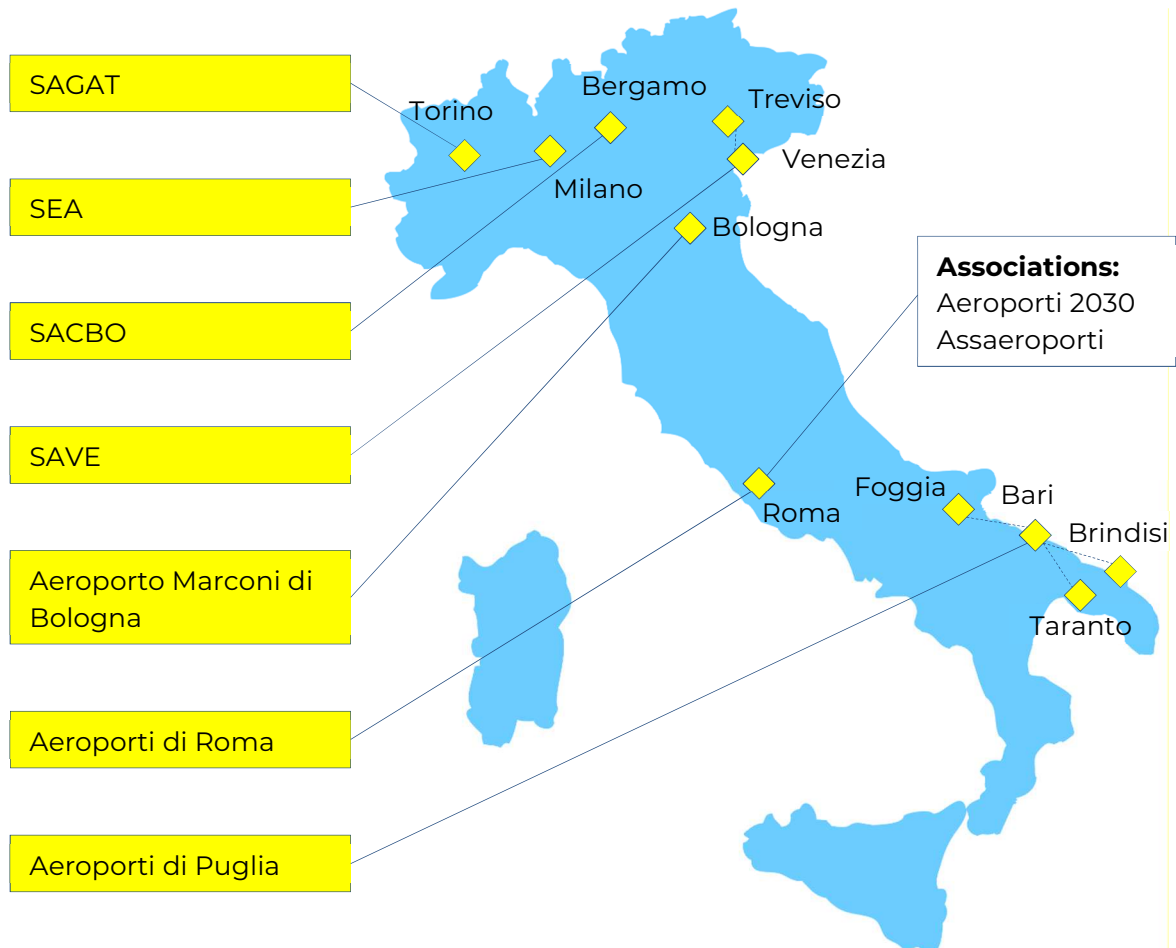 SAGAT
SEA
SACBO
SAVE
Aeroporto Marconi di
Bologna
Aeroporti di Roma
Aeroporti di Puglia
Torino
Bergamo
Treviso
Milano
Venezia
Bologna
Associations:
Aeroporti 2030
Assaeroporti
Roma
Foggia
Bari
Brindisi
Taranto